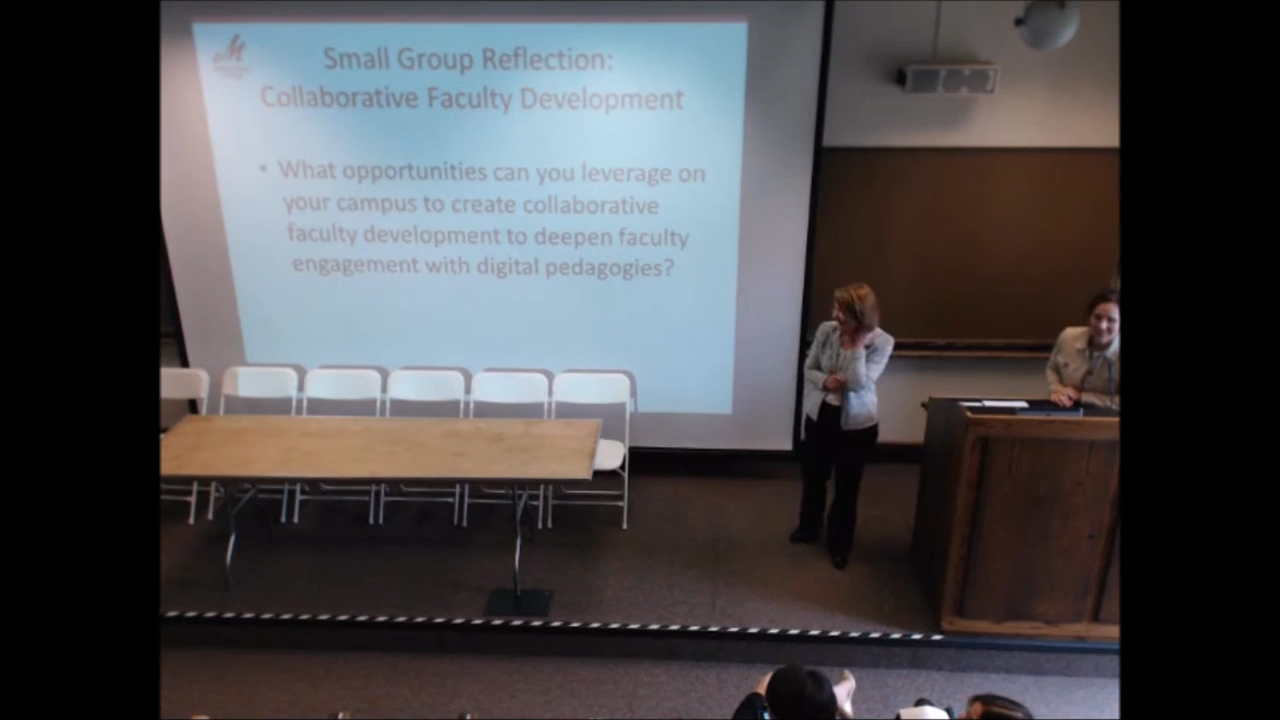 Small Group Reflection:
Collaborative Faculty Development
• What opportunities can you leverage on
your campus to create collaborative
faculty development to deepen faculty
engagement with digital pedagogies?